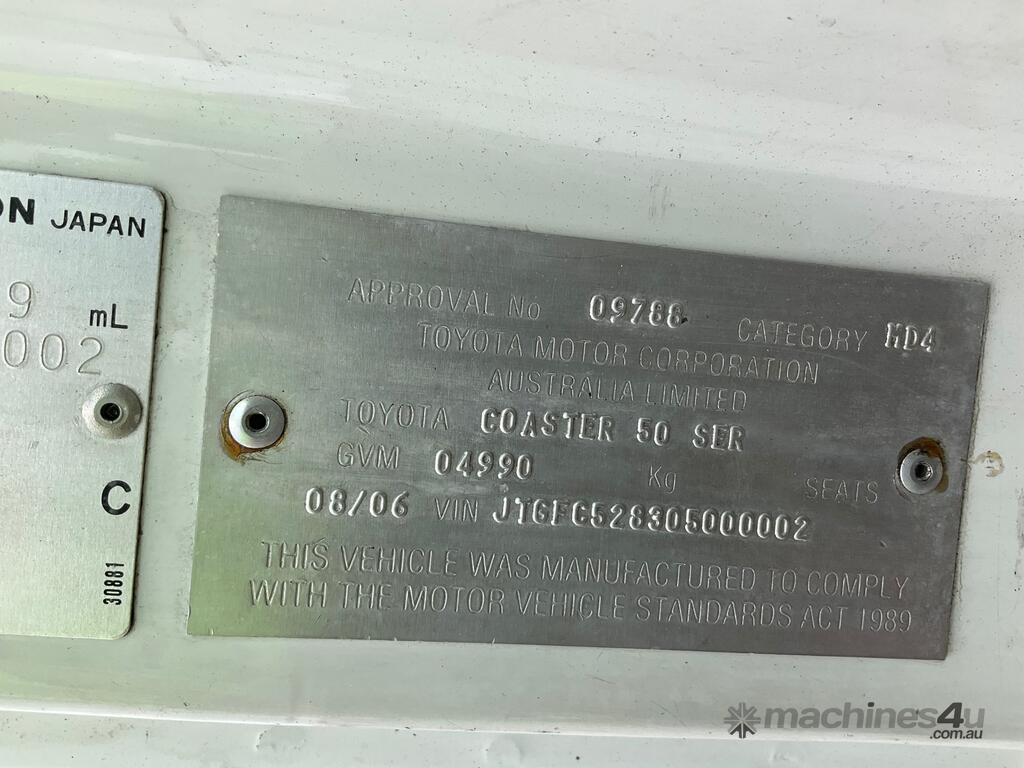 ON JAPAN
9 mL
002
C
30881
APPROVAL No 09788 CATEGORY MD4
TOYOTA MOTOR CORPORATION
AUSTRALIA LIMITED
TOYOTA COASTER 50 SER
GVM 04990 Kg SEATS
08/06 VIN JTGFC528305000002
THIS VEHICLE WAS MANUFACTURED TO COMPLY
WITH THE MOTOR VEHICLE STANDARDS ACT 1989
machines4u
.com.au